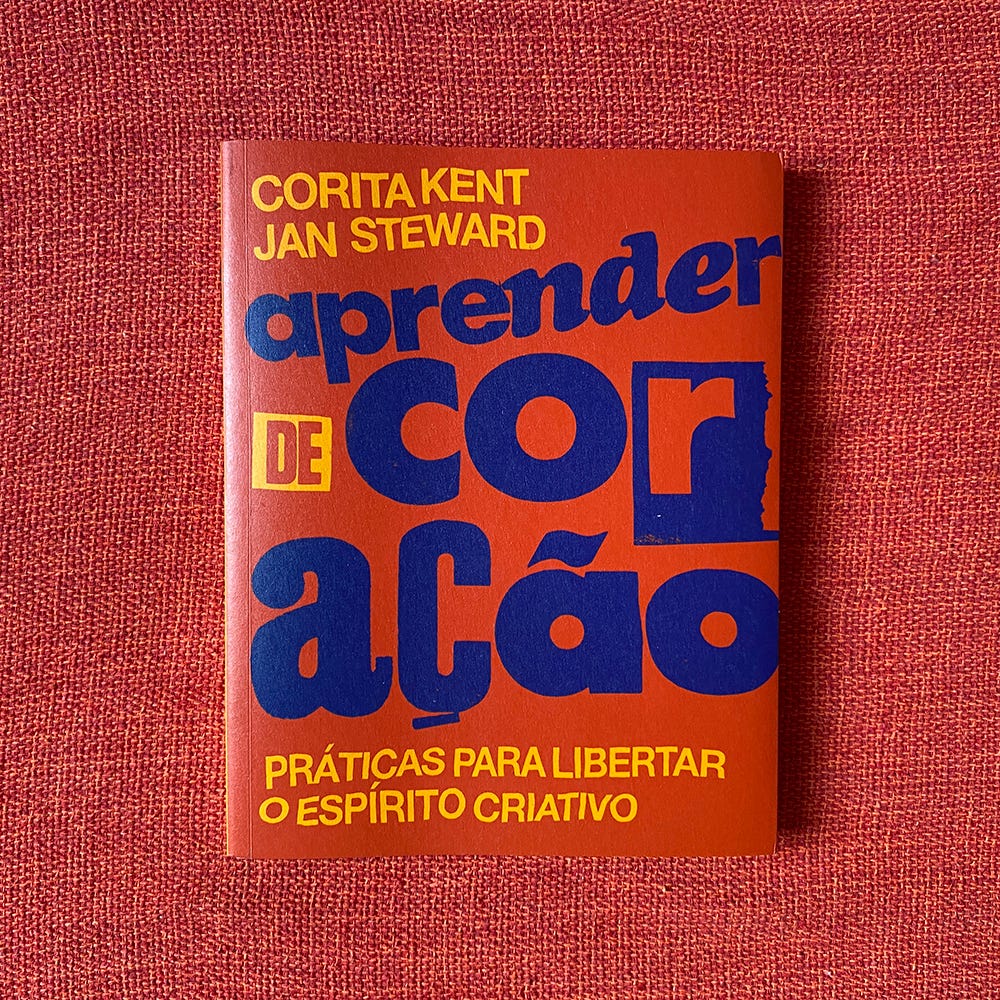 CORITA KENT
JAN STEWARD
aprender
DE cor
ação
PRÁTICAS PARA LIBERTAR
O ESPÍRITO CRIATIVO